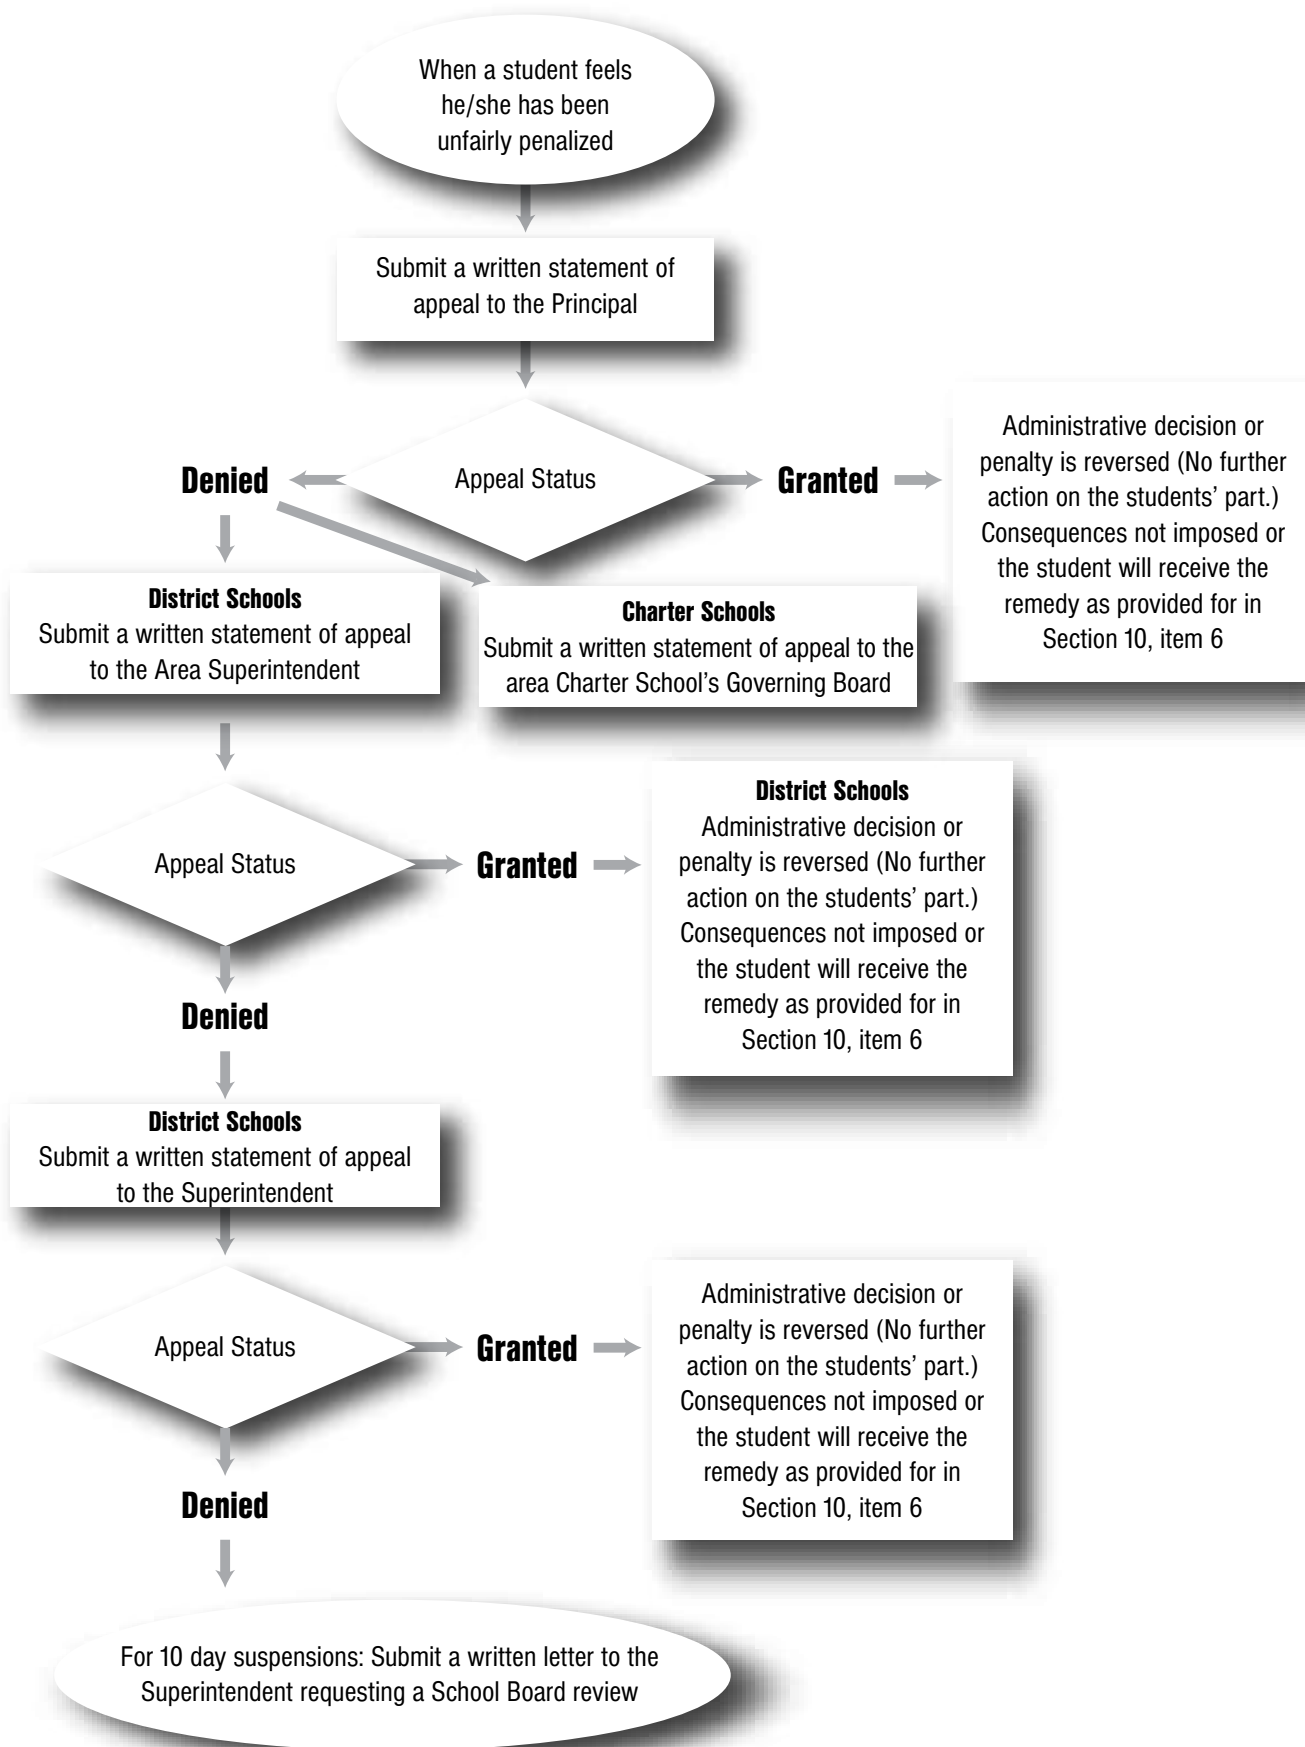 When a student feels
he/she has been
unfairly penalized
Submit a written statement of
appeal to the Principal
Appeal Status
Denied
Granted
Administrative decision or
penalty is reversed (No further
action on the students’ part.)
Consequences not imposed or
the student will receive the
remedy as provided for in
Section 10, item 6
District Schools
Submit a written statement of appeal
to the Area Superintendent
Charter Schools
Submit a written statement of appeal to the
area Charter School’s Governing Board
Appeal Status
Granted
District Schools
Administrative decision or
penalty is reversed (No further
action on the students’ part.)
Consequences not imposed or
the student will receive the
remedy as provided for in
Section 10, item 6
Denied
District Schools
Submit a written statement of appeal
to the Superintendent
Appeal Status
Granted
Administrative decision or
penalty is reversed (No further
action on the students’ part.)
Consequences not imposed or
the student will receive the
remedy as provided for in
Section 10, item 6
Denied
For 10 day suspensions: Submit a written letter to the
Superintendent requesting a School Board review